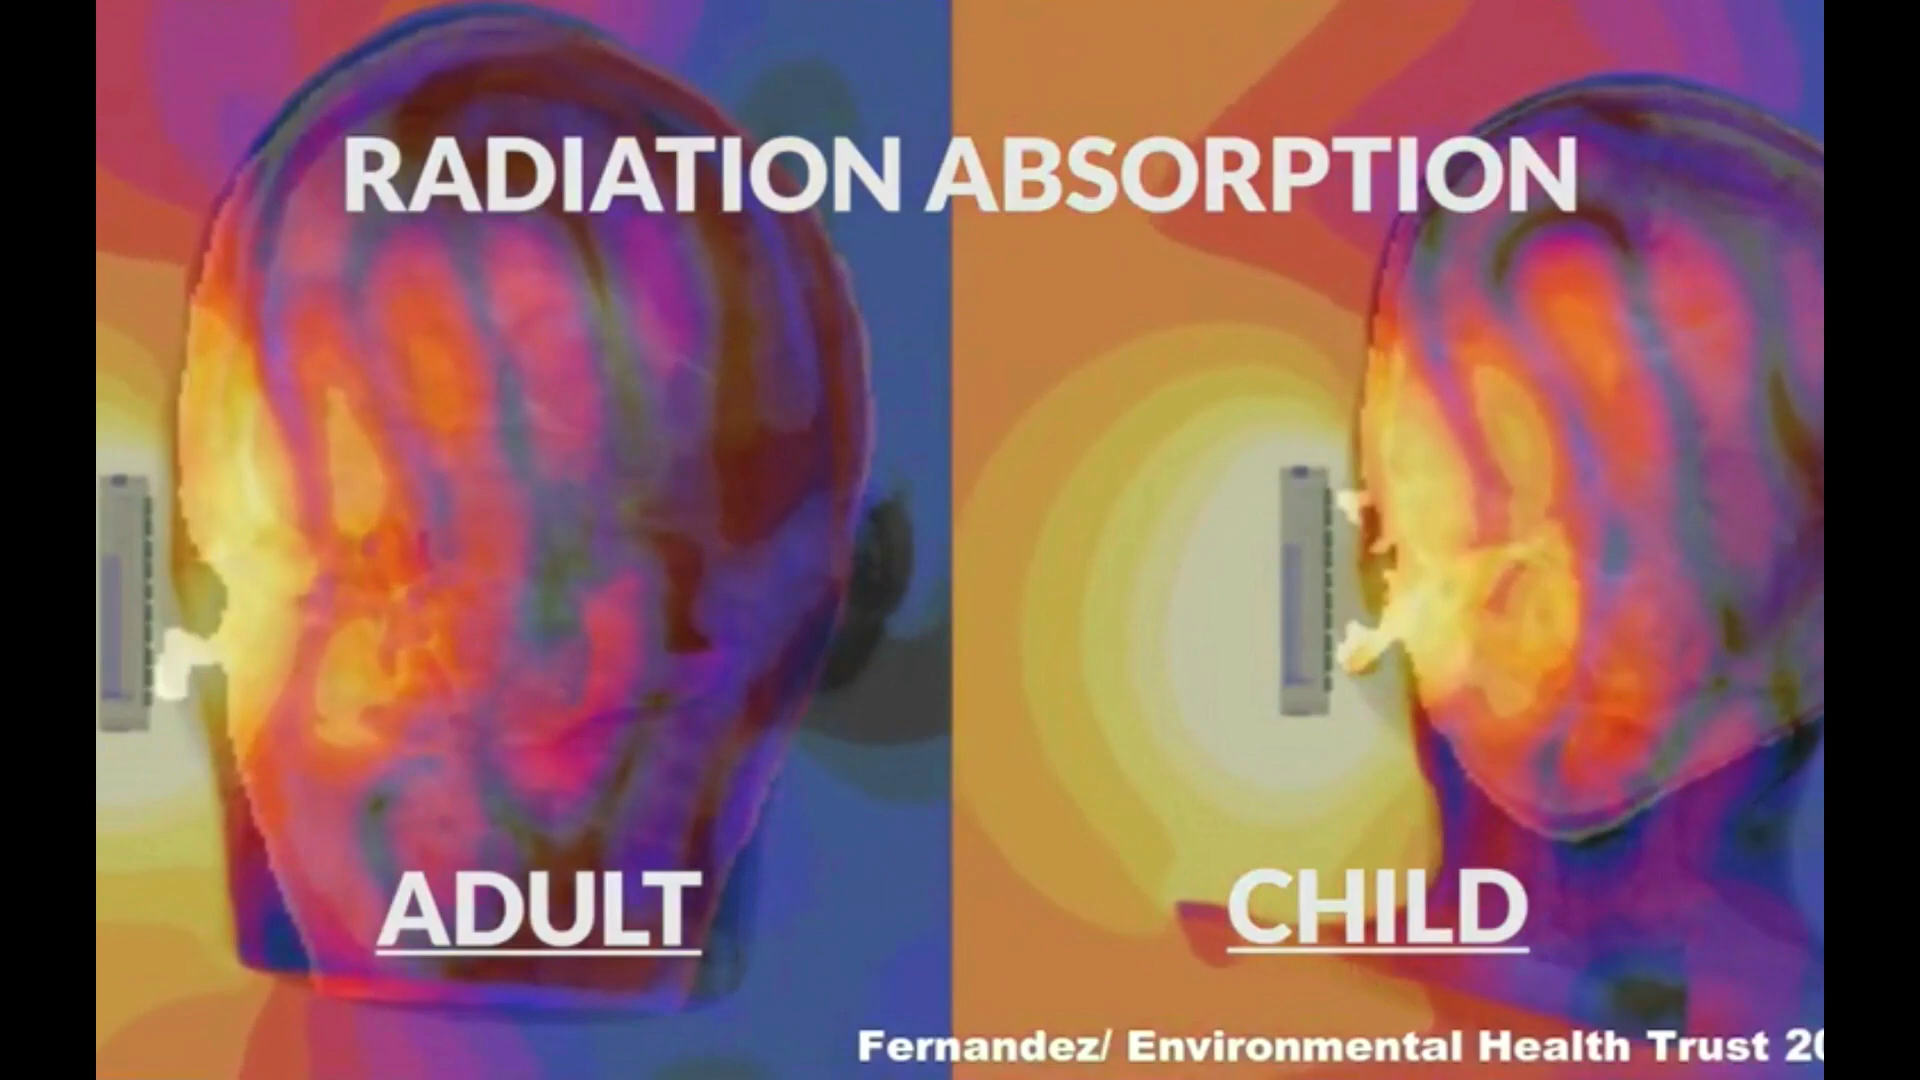 RADIATION ABSORPTION
ADULT
CHILD
Fernandez/ Environmental Health Trust